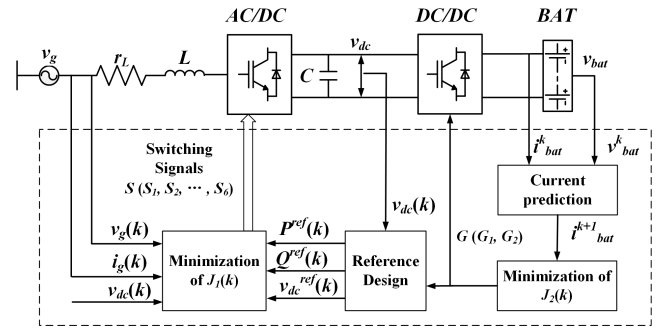 AC/DC
DC/DC
BAT
v_g
r_L
L
C
v_dc
v_bat
+
+
Switching
Signals
S (S_1, S_2, ⋯ , S_6)
v_dc(k)
G (G_1, G_2)
i^k_bat
v^k_bat
Current
prediction
i^{k+1}_bat
v_g(k)
i_g(k)
v_dc(k)
Minimization
of J_1(k)
P^ref(k)
Q^ref(k)
v_dc^ref(k)
Reference
Design
Minimization of
J_2(k)